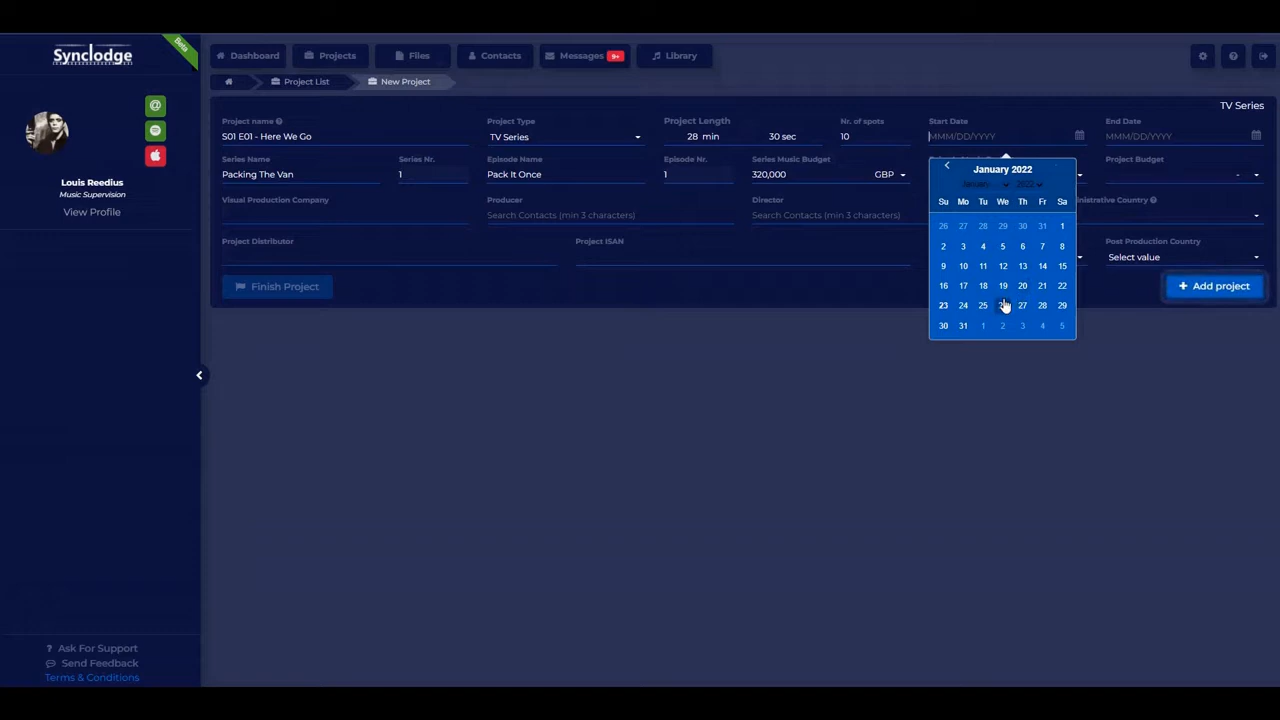 Synclodge
Beta
Dashboard
Projects
Files
Contacts
Messages 9+
Library
Project List
New Project
Louis Reedius
Music Supervision
View Profile
TV Series
Project name
S01 E01 - Here We Go
Project Type
TV Series
Project Length
28 min 30 sec
Nr. of spots
10
Start Date
MMM/DD/YYYY
End Date
MMM/DD/YYYY
Series Name
Packing The Van
Series Nr.
1
Episode Name
Pack It Once
Episode Nr.
1
Series Music Budget
320,000 GBP
Project Budget
-
Visual Production Company
Producer
Search Contacts (min 3 characters)
Director
Search Contacts (min 3 characters)
Country
Project Distributor
Project ISAN
Post Production Country
Select value
Finish Project
Add project
January 2022
January 2022
Su Mo Tu We Th Fr Sa
26 27 28 29 30 31 1
2 3 4 5 6 7 8
9 10 11 12 13 14 15
16 17 18 19 20 21 22
23 24 25 27 28 29
30 31 1 2 3 4 5
Ask For Support
Send Feedback
Terms & Conditions